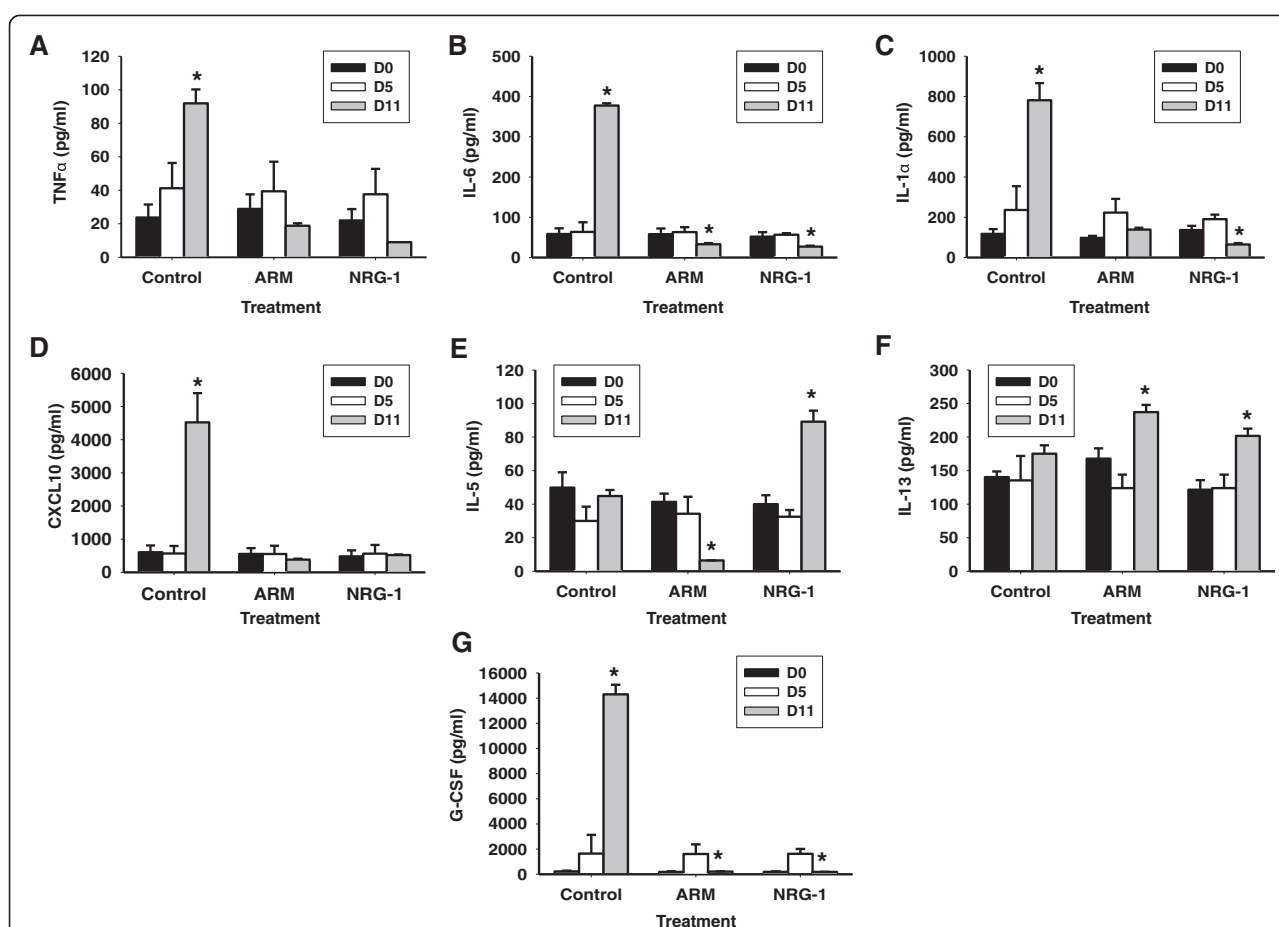 A
TNFα (pg/ml)
120
100
80
60
40
20
0
*
D0
D5
D11
Control ARM NRG-1
Treatment
B
IL-6 (pg/ml)
500
400
300
200
100
0
* * *
D0
D5
D11
Control ARM NRG-1
Treatment
C
IL-1α (pg/ml)
1000
800
600
400
200
0
* *
D0
D5
D11
Control ARM NRG-1
Treatment
D
CXCL10 (pg/ml)
6000
5000
4000
3000
2000
1000
0
*
D0
D5
D11
Control ARM NRG-1
Treatment
E
IL-5 (pg/ml)
120
100
80
60
40
20
0
* *
D0
D5
D11
Control ARM NRG-1
Treatment
F
IL-13 (pg/ml)
300
250
200
150
100
50
0
* *
D0
D5
D11
Control ARM NRG-1
Treatment
G
G-CSF (pg/ml)
16000
14000
12000
10000
8000
6000
4000
2000
0
* * *
D0
D5
D11
Control ARM NRG-1
Treatment